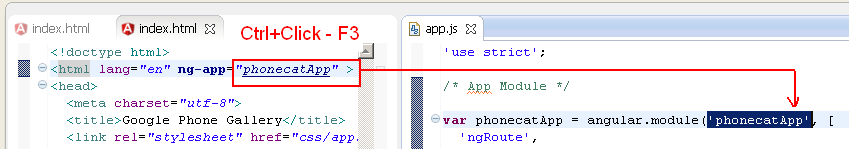 index.html
index.html
Ctrl+Click - F3
<!doctype html>
<html lang="en" ng-app="phonecatApp" >
<head>
<meta charset="utf-8">
<title>Google Phone Gallery</title>
<link rel="stylesheet" href="css/app.
app.js
'use strict';
/* App Module */
var phonecatApp = angular.module('phonecatApp', [
'ngRoute',